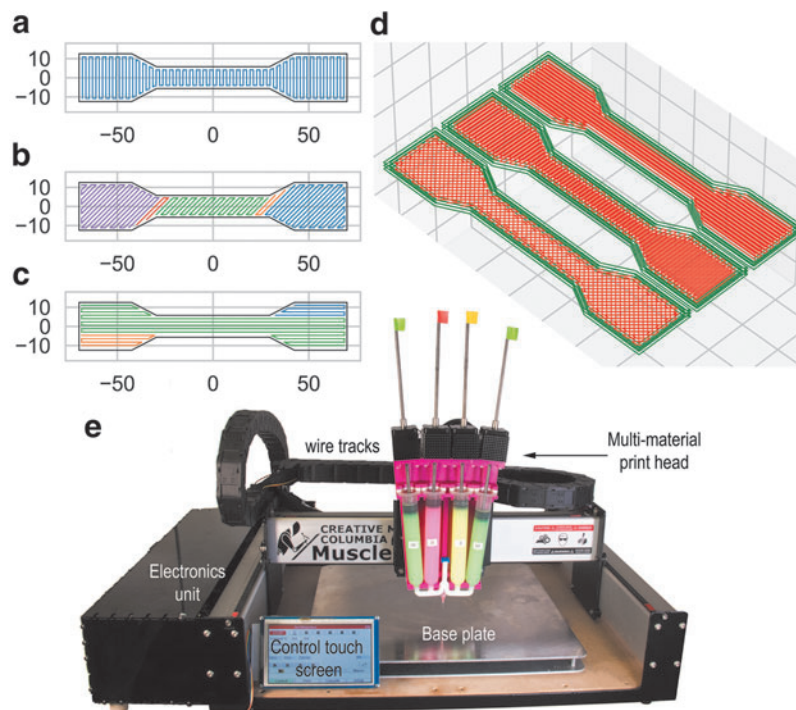 a
10
0
−10
−50
0
50
b
10
0
−10
−50
0
50
c
10
0
−10
−50
0
50
d
e
wire tracks
Multi-material
print head
CREATIVE M
COLUMBIA
Muscle
Electronics
unit
Control touch
screen
Base plate